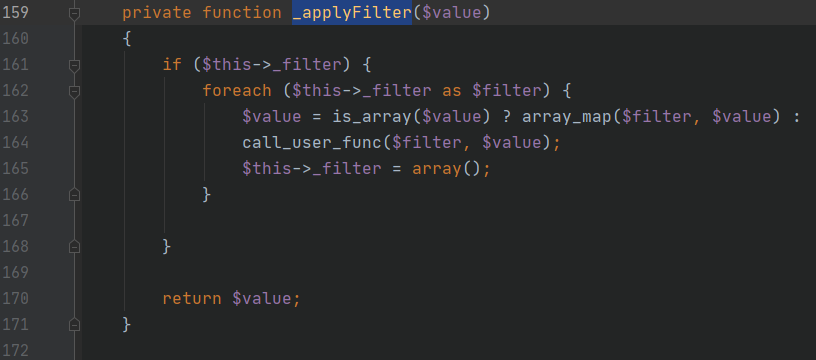 159 private function _applyFilter($value)
160 {
161 if ($this->_filter) {
162 foreach ($this->_filter as $filter) {
163 $value = is_array($value) ? array_map($filter, $value) :
164 call_user_func($filter, $value);
165 $this->_filter = array();
166 }
167
168 }
169
170 return $value;
171 }
172